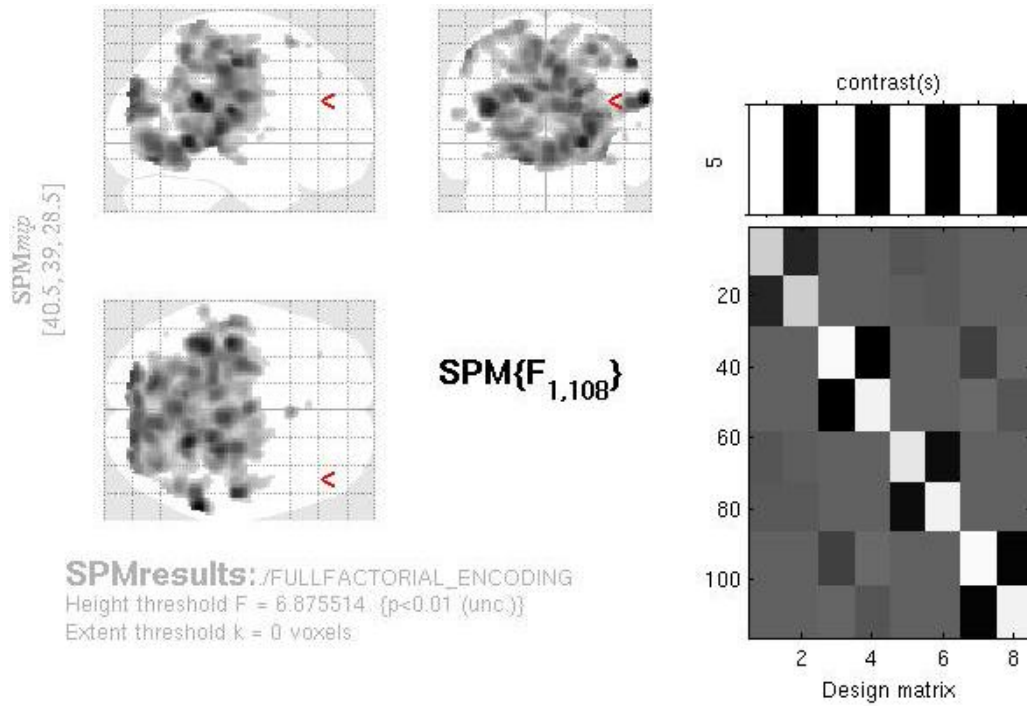 SPMmip
[40.5, 39, 28.5]
<
<
<
SPM{F1,108}
SPMresults: ./FULLFACTORIAL_ENCODING
Height threshold F = 6.875514 {p<0.01 (unc.)}
Extent threshold k = 0 voxels
contrast(s)
5
20
40
60
80
100
2 4 6 8
Design matrix